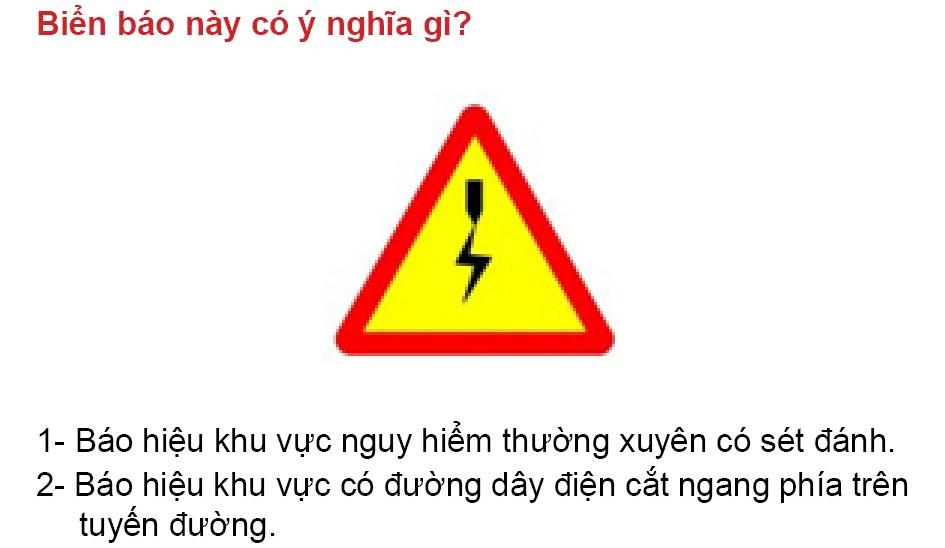 Biển báo này có ý nghĩa gì?
1- Báo hiệu khu vực nguy hiểm thường xuyên có sét đánh.
2- Báo hiệu khu vực có đường dây điện cắt ngang phía trên
tuyến đường.